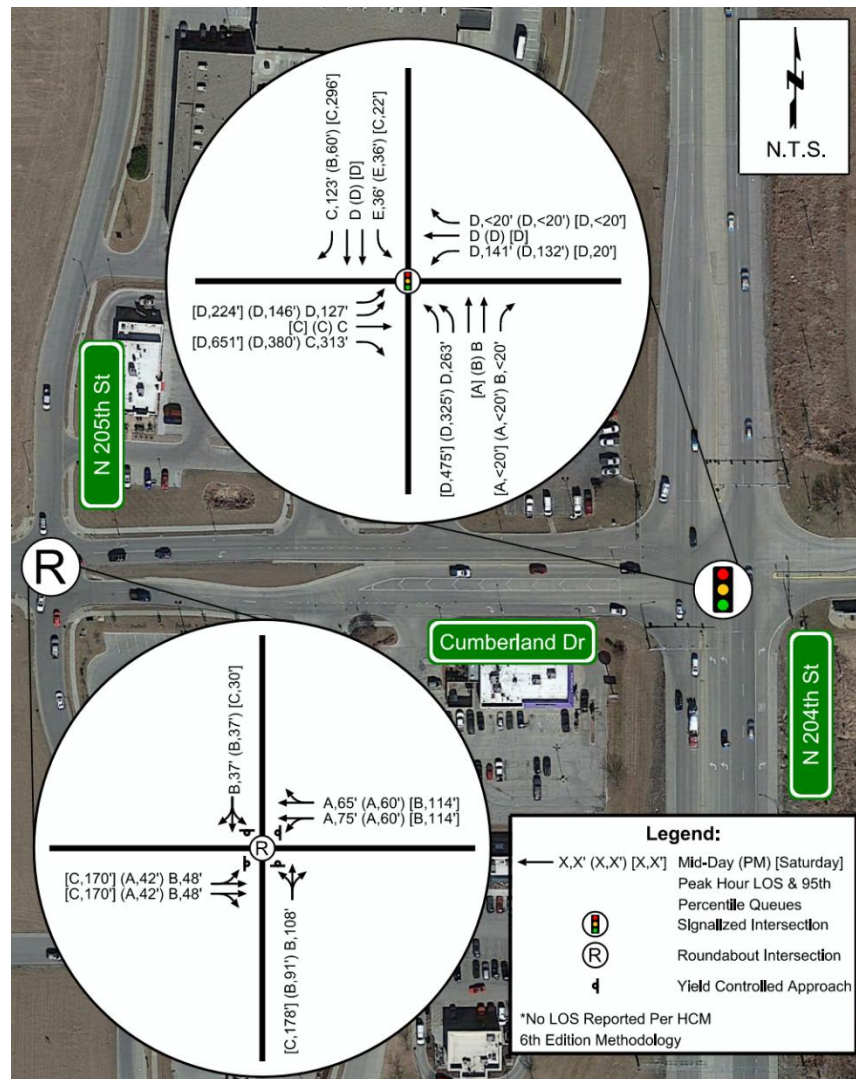 N.T.S.
C,123' (B,60') [C,296']
D (D) [D]
E,36' (E,36') [C,22']
D,<20' (D,<20') [D,<20']
D (D) [D]
D,141' (D,132') [D,20']
[D,224'] (D,146') D,127'
[C] (C) C
[D,651'] (D,380') C,313'
[D,475'] (D,325') D,263'
[A] (B) B
[A,<20'] (A,<20') B,<20'
N 205th St
R
Cumberland Dr
N 204th St
B,37' (B,37') [C,30']
A,65' (A,60') [B,114']
A,75' (A,60') [B,114']
R
[C,170'] (A,42') B,48'
[C,170'] (A,42') B,48'
[C,178'] (B,91') B,108'
Legend:
X,X' (X,X') [X,X'] Mid-Day (PM) [Saturday]
Peak Hour LOS & 95th
Percentile Queues
Signalized Intersection
R Roundabout Intersection
Yield Controlled Approach
*No LOS Reported Per HCM
6th Edition Methodology